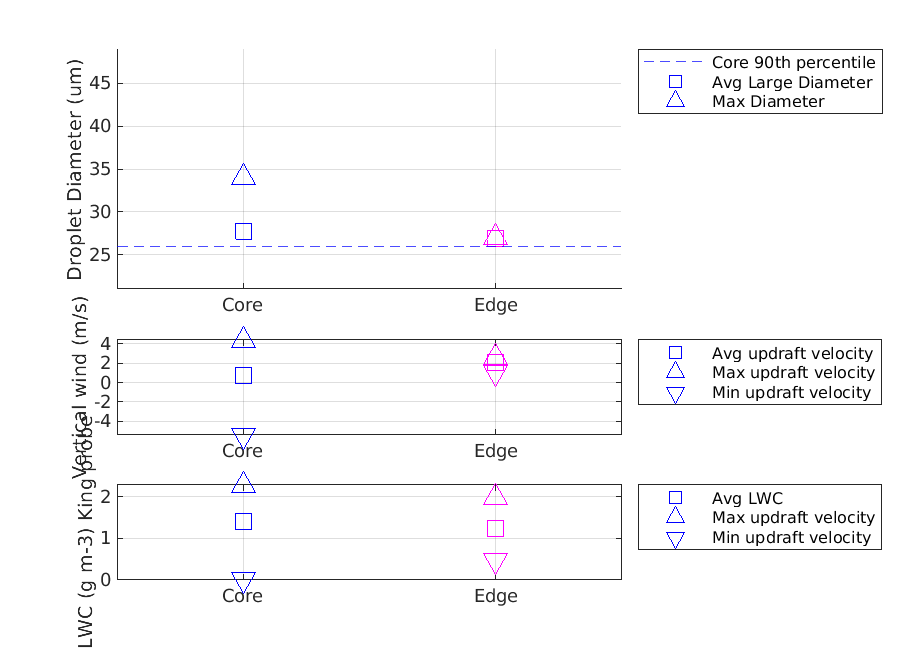 Droplet Diameter (um)
45
40
35
30
25
Core
Edge
Core 90th percentile
Avg Large Diameter
Max Diameter
Vertical wind (m/s)
4
2
0
-2
-4
Core
Edge
Avg updraft velocity
Max updraft velocity
Min updraft velocity
LWC (g m-3) King probe
2
1
0
Core
Edge
Avg LWC
Max updraft velocity
Min updraft velocity